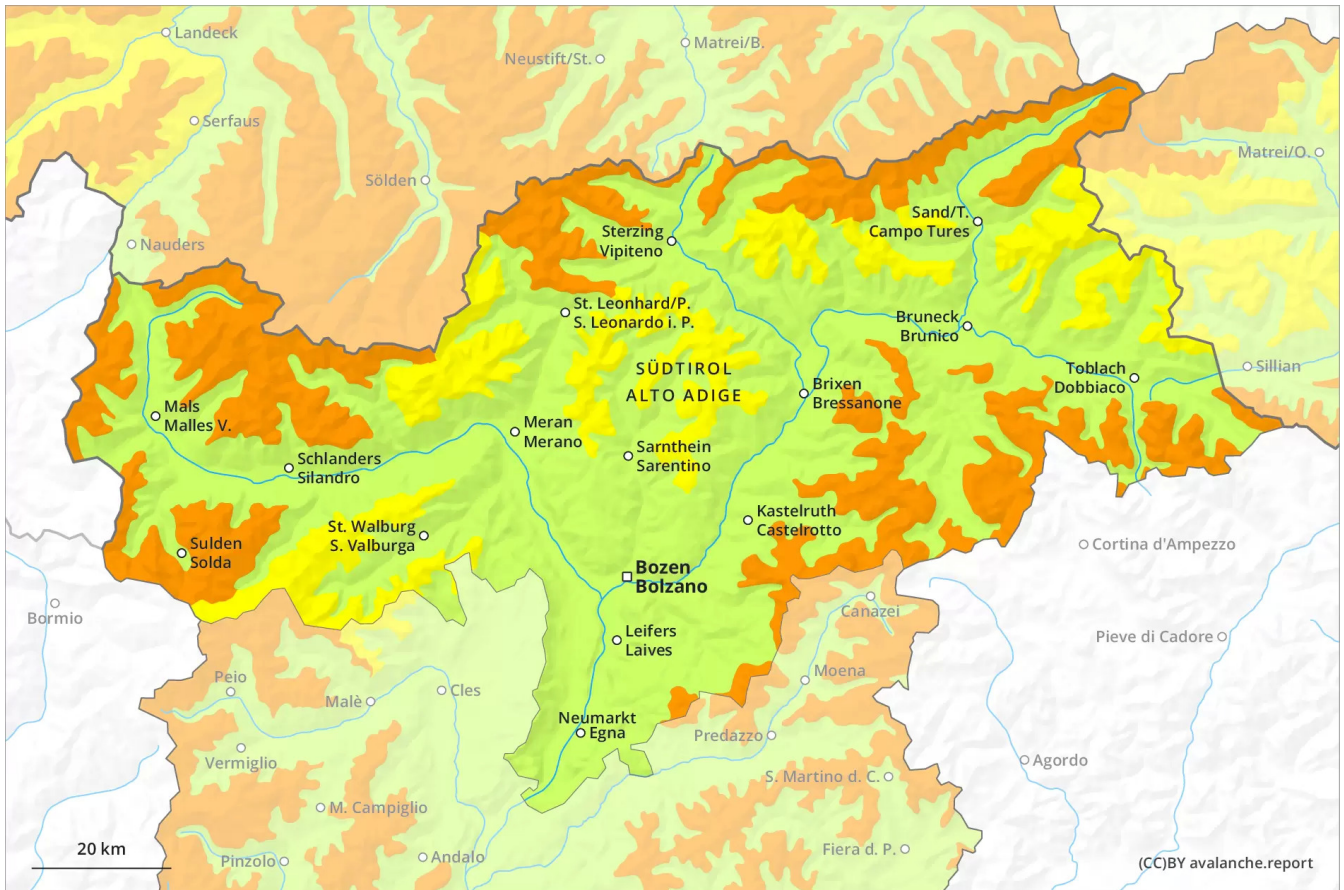 Landeck
Matrei/B.
Neustift/St.
Serfaus
Matrei/O.
Sölden
Sand/T.
Campo Tures
Sterzing
Vipiteno
Nauders
St. Leonhard/P.
S. Leonardo i. P.
Bruneck
Brunico
SÜDTIROL
ALTO ADIGE
Toblach
Dobbiaco
Sillian
Brixen
Bressanone
Mals
Malles V.
Meran
Merano
Sarnthein
Sarentino
Schlanders
Silandro
Kastelruth
Castelrotto
St. Walburg
S. Valburga
Sulden
Solda
Cortina d'Ampezzo
Bozen
Bolzano
Bormio
Canazei
Leifers
Laives
Pieve di Cadore
Peio
Moena
Malè
Cles
Neumarkt
Egna
Predazzo
Vermiglio
Agordo
S. Martino d. C.
M. Campiglio
20 km
Pinzolo
Andalo
Fiera d. P.
(CC)BY avalanche.report